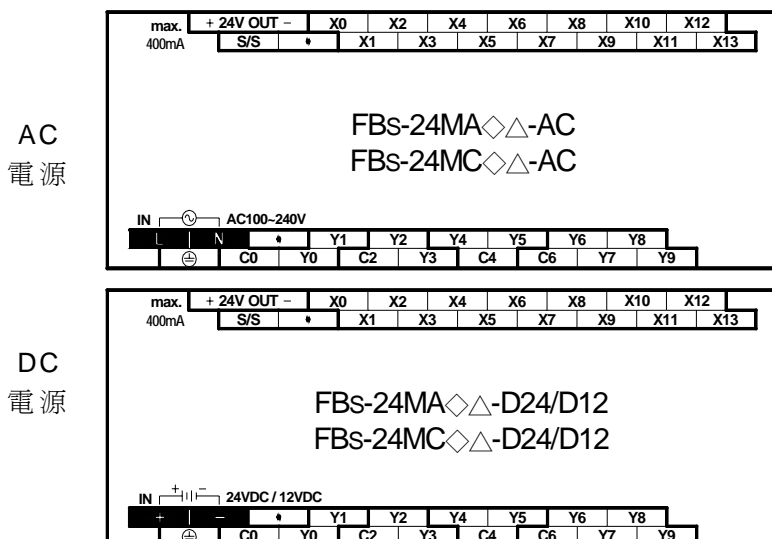 max. + 24V OUT − X0 X2 X4 X6 X8 X10 X12
400mA S/S • X1 X3 X5 X7 X9 X11 X13
AC
電源
FBs-24MA◇△-AC
FBs-24MC◇△-AC
IN AC100~240V
L N • Y1 Y2 Y4 Y5 Y6 Y8
C0 Y0 C2 Y3 C4 C6 Y7 Y9
max. + 24V OUT − X0 X2 X4 X6 X8 X10 X12
400mA S/S • X1 X3 X5 X7 X9 X11 X13
DC
電源
FBs-24MA◇△-D24/D12
FBs-24MC◇△-D24/D12
IN + − 24VDC / 12VDC
+ − • Y1 Y2 Y4 Y5 Y6 Y8
C0 Y0 C2 Y3 C4 C6 Y7 Y9